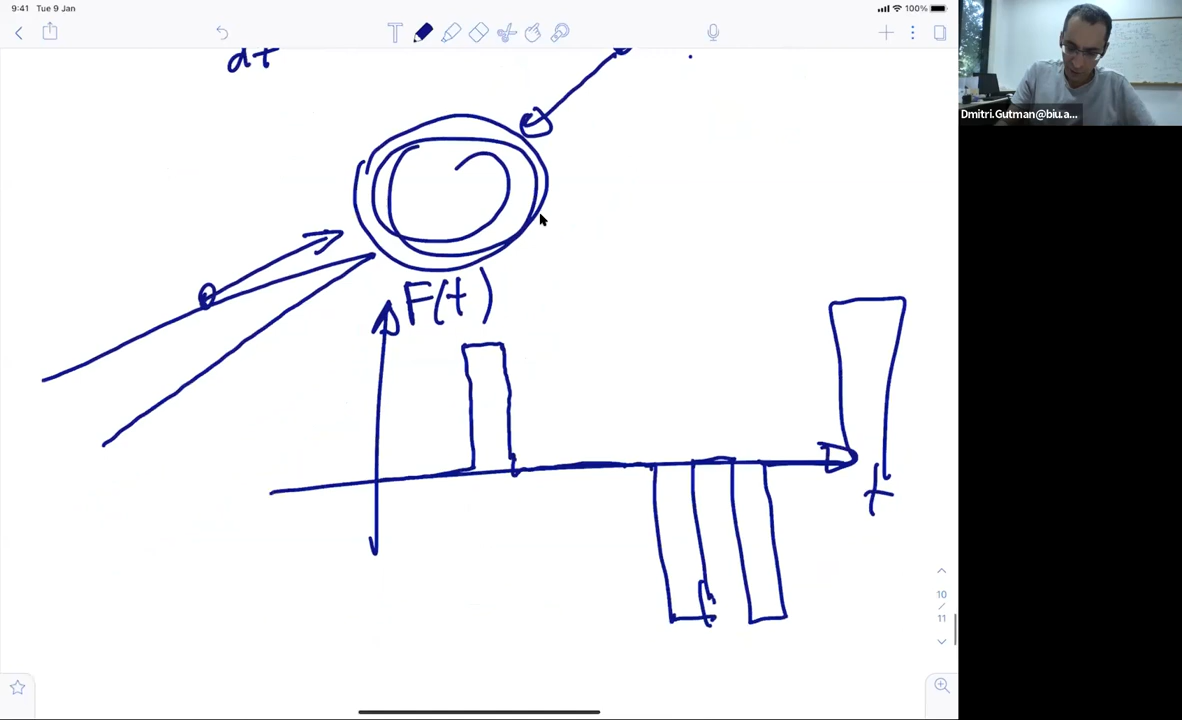 9:41 Tue 9 Jan
100%
T
dt
Dmitri.Gutman@biu.a...
F(t)
t
10
/
11